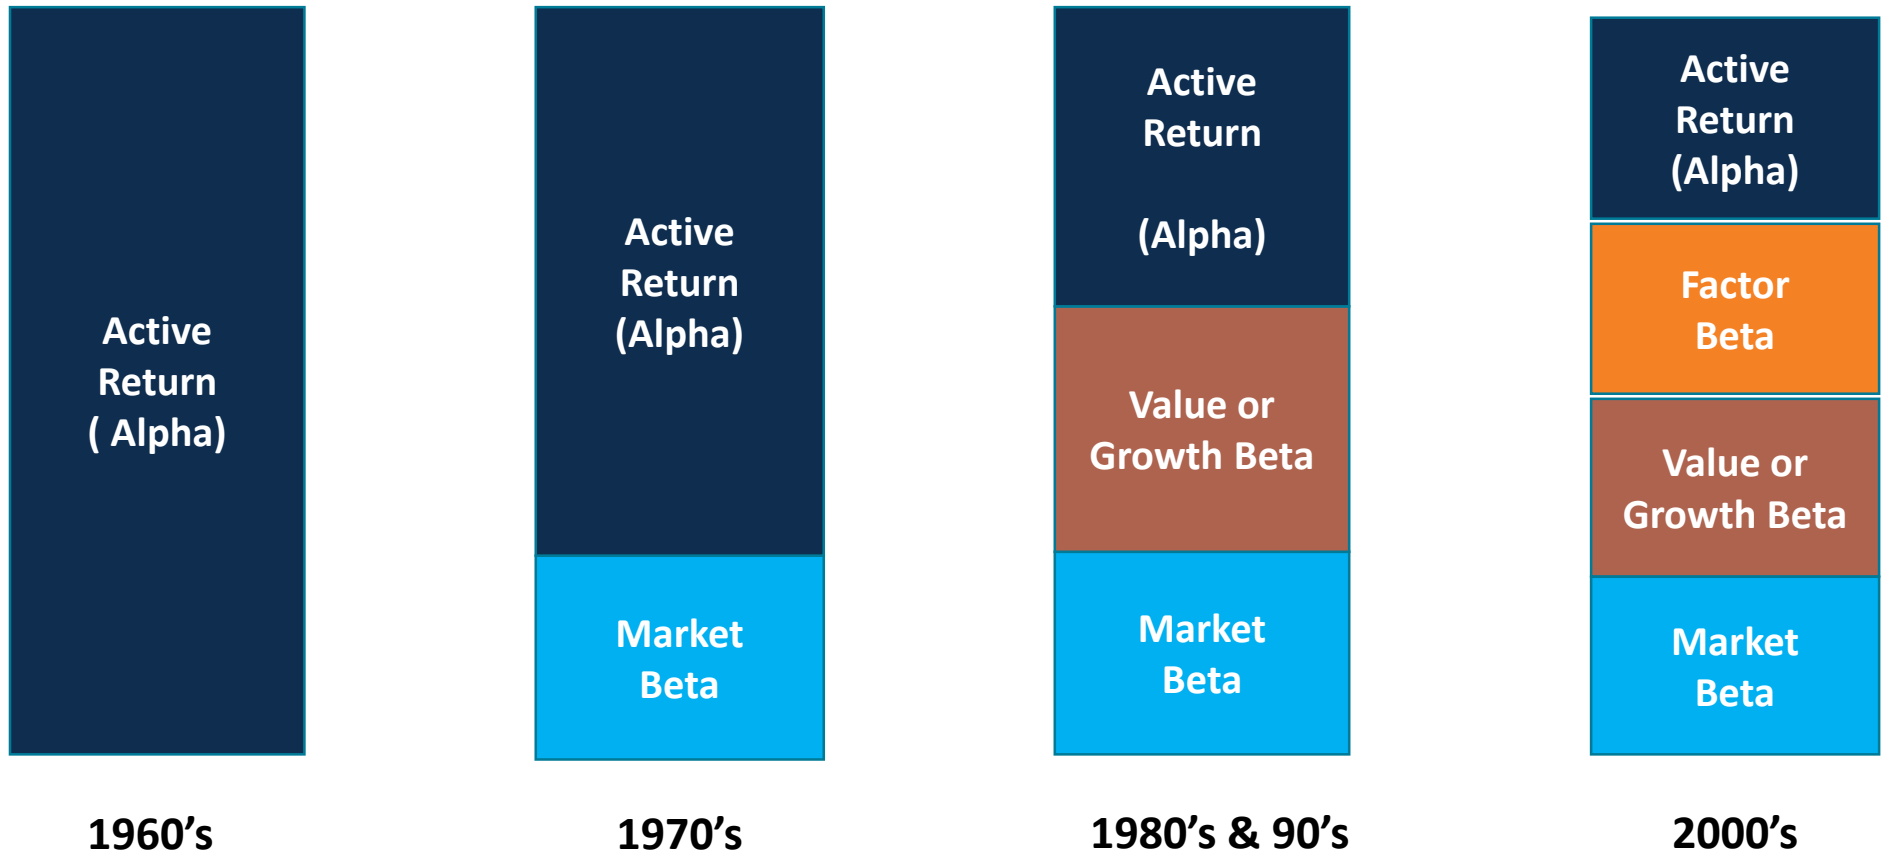 Active
Return
( Alpha)
1960's
Active
Return
(Alpha)
Market
Beta
1970's
Active
Return
(Alpha)
Value or
Growth Beta
Market
Beta
1980's & 90's
Active
Return
(Alpha)
Factor
Beta
Value or
Growth Beta
Market
Beta
2000's